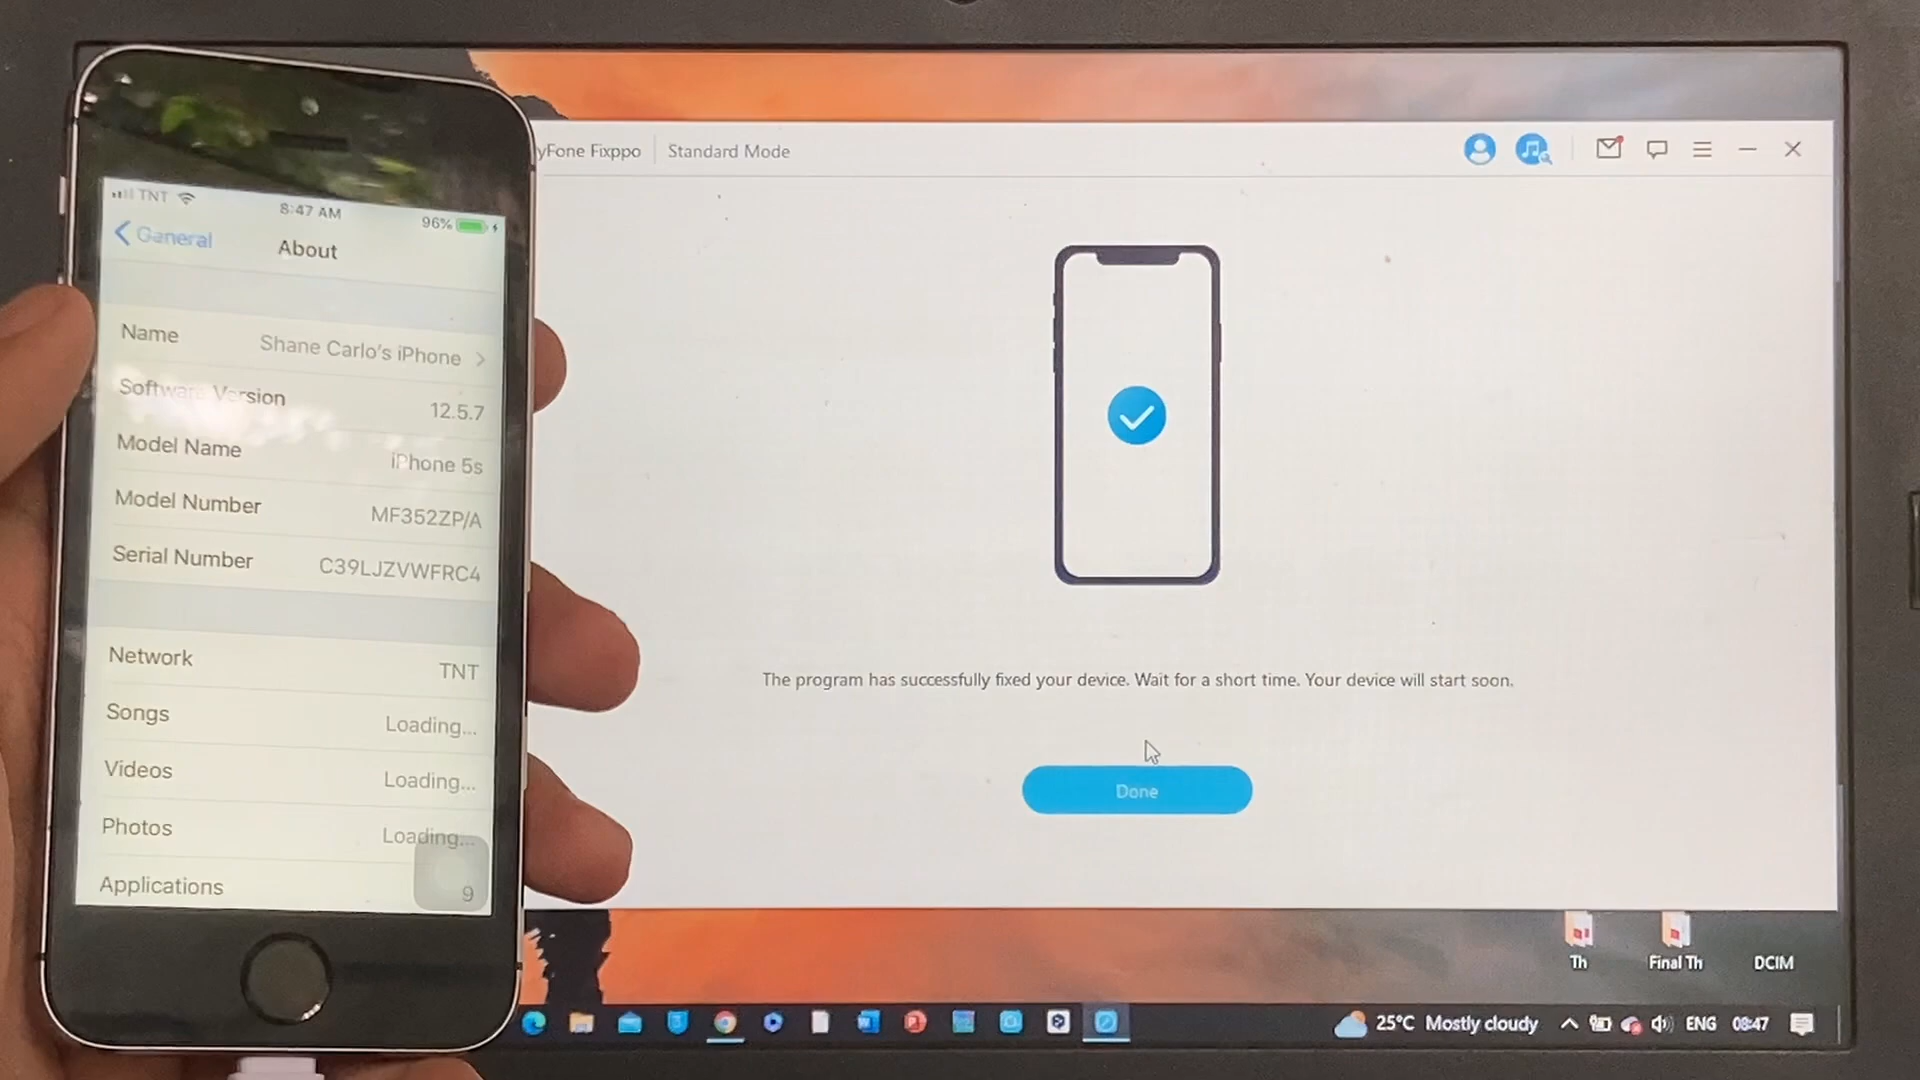 TNT
8:47 AM
96%
General
About
Name
Shane Carlo's iPhone
Software Version
12.5.7
Model Name
iPhone 5s
Model Number
MF352ZP/A
Serial Number
C39LJZVWFRC4
Network
TNT
Songs
Loading...
Videos
Loading...
Photos
Loading...
Applications
9
yFone Fixppo
Standard Mode
The program has successfully fixed your device. Wait for a short time. Your device will start soon.
Done
Th
Final Th
DCIM
25°C Mostly cloudy
ENG
08:47